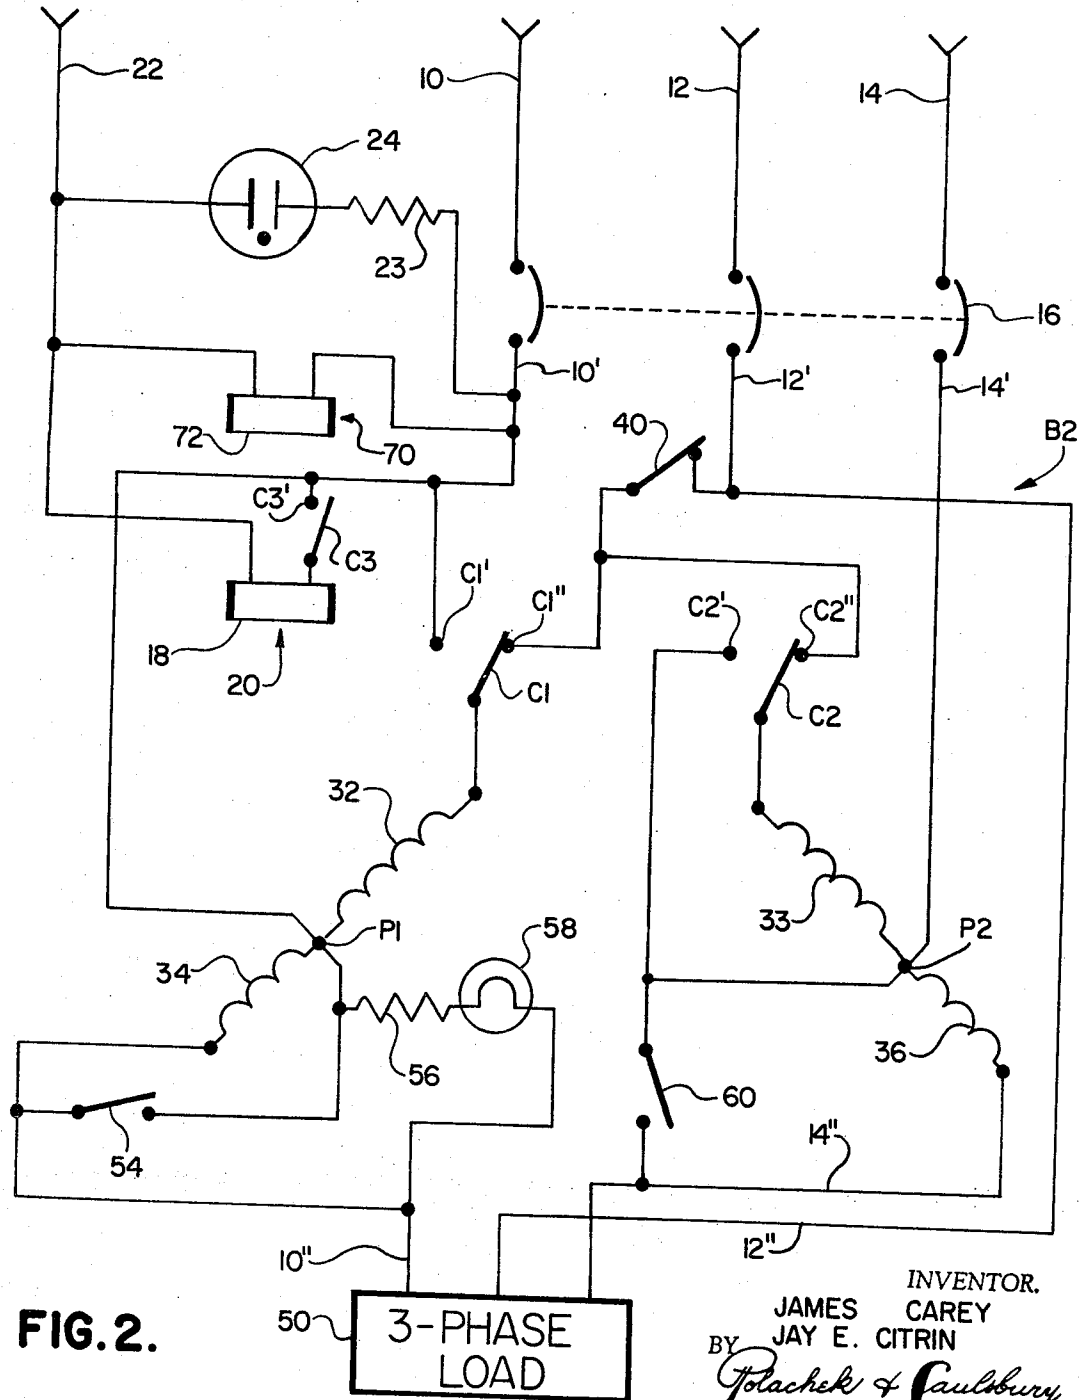 22
10
12
14
24
23
16
10'
12'
14'
72
70
40
B2
C3'
C3
C1'
C1"
C2'
C2"
18
20
C1
C2
32
33
P1
P2
58
34
56
36
60
54
14"
12"
10"
INVENTOR.
JAMES CAREY
JAY E. CITRIN
BY
Polachek & Saulsbury
FIG.2.
50
3-PHASE
LOAD